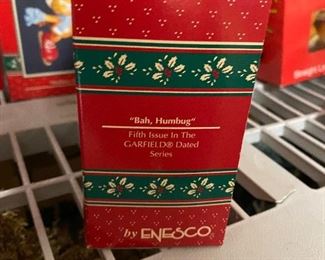 "Bah, Humbug"
Fifth Issue In The
GARFIELD® Dated
Series
by ENESCO®